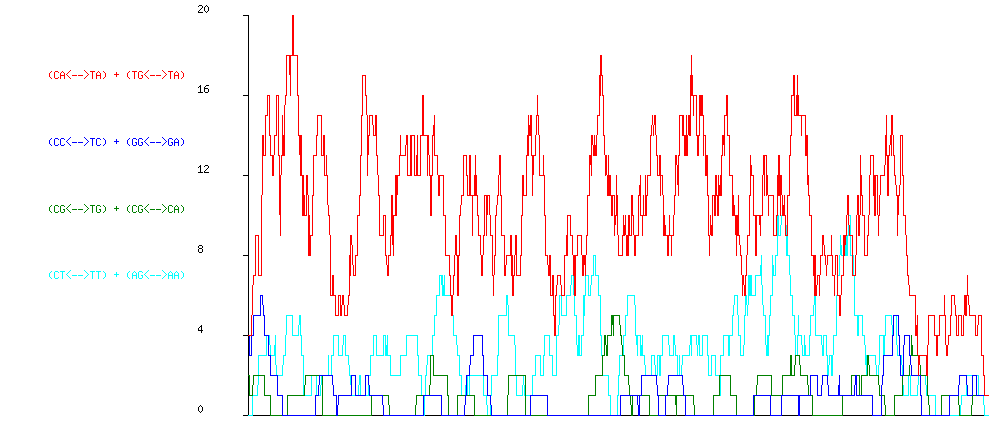 20
(CA<-->TA) + (TG<-->TA)
16
(CC<-->TC) + (GG<-->GA)
12
(CG<-->TG) + (CG<-->CA)
8
(CT<-->TT) + (AG<-->AA)
4
0